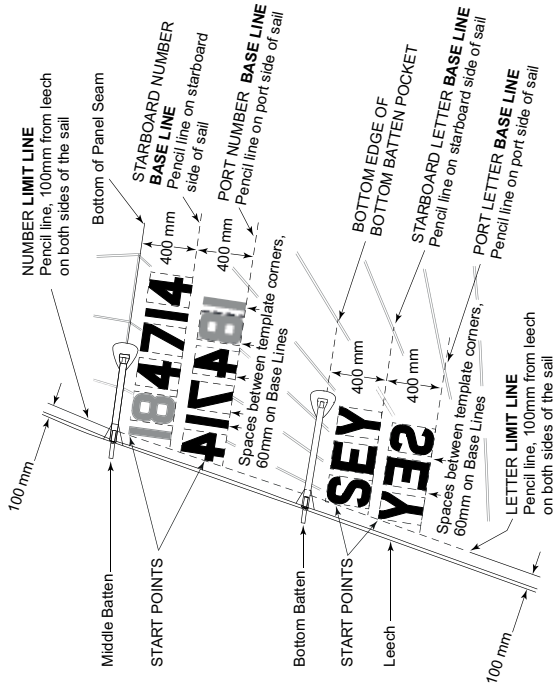 NUMBER LIMIT LINE
Pencil line, 100mm from leech
on both sides of the sail
Bottom of Panel Seam
STARBOARD NUMBER
BASE LINE
Pencil line on starboard
side of sail
PORT NUMBER BASE LINE
Pencil line on port side of sail
100 mm
400 mm
400 mm
184714
417481
Spaces between template corners,
60mm on Base Lines
Middle Batten
START POINTS
BOTTOM EDGE OF
BOTTOM BATTEN POCKET
STARBOARD LETTER BASE LINE
Pencil line on starboard side of sail
PORT LETTER BASE LINE
Pencil line on port side of sail
400 mm
400 mm
SEY
YES
Spaces between template corners,
60mm on Base Lines
Bottom Batten
START POINTS
Leech
LETTER LIMIT LINE
Pencil line, 100mm from leech
on both sides of the sail
100 mm